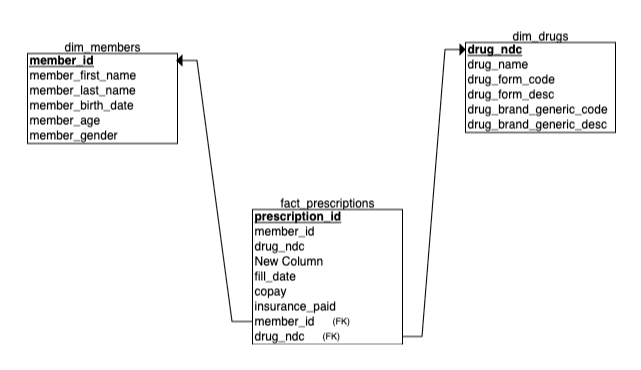 dim_members
member_id
member_first_name
member_last_name
member_birth_date
member_age
member_gender
dim_drugs
drug_ndc
drug_name
drug_form_code
drug_form_desc
drug_brand_generic_code
drug_brand_generic_desc
fact_prescriptions
prescription_id
member_id
drug_ndc
New Column
fill_date
copay
insurance_paid
member_id (FK)
drug_ndc (FK)